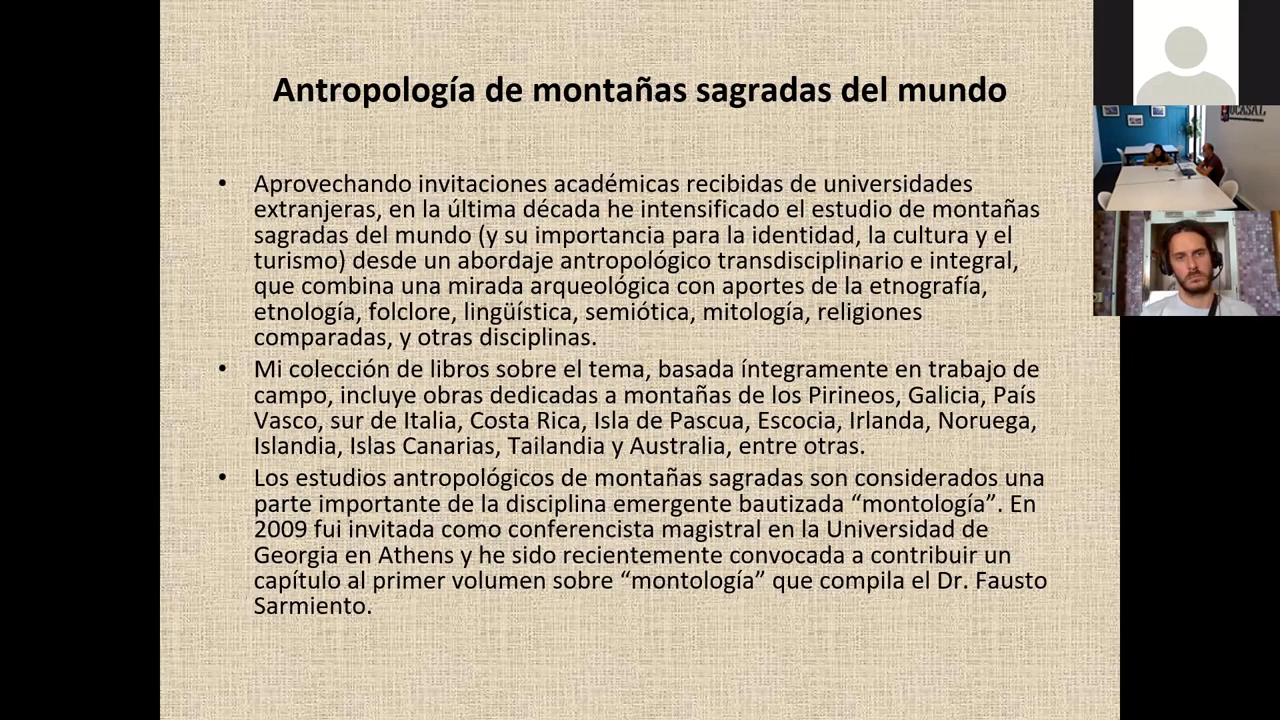 Antropología de montañas sagradas del mundo
• Aprovechando invitaciones académicas recibidas de universidades
extranjeras, en la última década he intensificado el estudio de montañas
sagradas del mundo (y su importancia para la identidad, la cultura y el
turismo) desde un abordaje antropológico transdisciplinario e integral,
que combina una mirada arqueológica con aportes de la etnografía,
etnología, folclore, lingüística, semiótica, mitología, religiones
comparadas, y otras disciplinas.
• Mi colección de libros sobre el tema, basada íntegramente en trabajo de
campo, incluye obras dedicadas a montañas de los Pirineos, Galicia, País
Vasco, sur de Italia, Costa Rica, Isla de Pascua, Escocia, Irlanda, Noruega,
Islandia, Islas Canarias, Tailandia y Australia, entre otras.
• Los estudios antropológicos de montañas sagradas son considerados una
parte importante de la disciplina emergente bautizada “montología”. En
2009 fui invitada como conferencista magistral en la Universidad de
Georgia en Athens y he sido recientemente convocada a contribuir un
capítulo al primer volumen sobre “montología” que compila el Dr. Fausto
Sarmiento.
UCASAL